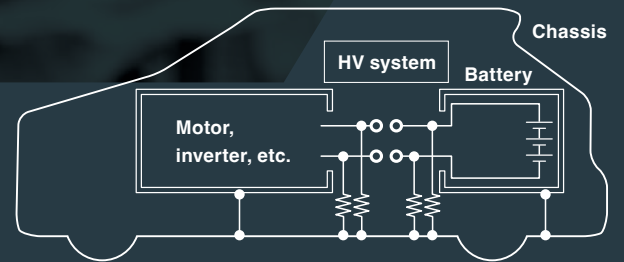 Chassis
HV system
Battery
Motor,
inverter, etc.